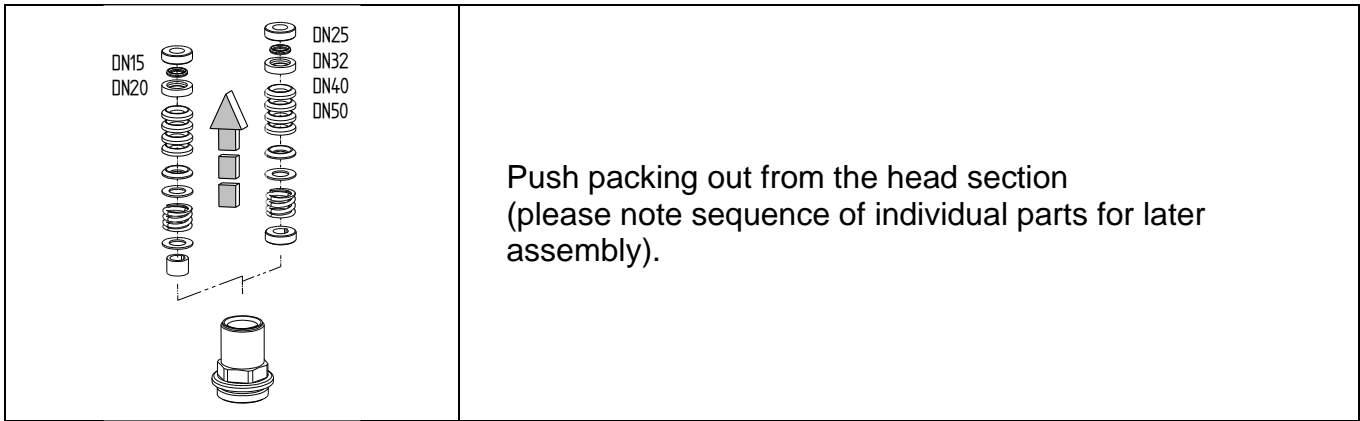 DN15
DN20
DN25
DN32
DN40
DN50
Push packing out from the head section
(please note sequence of individual parts for later
assembly).